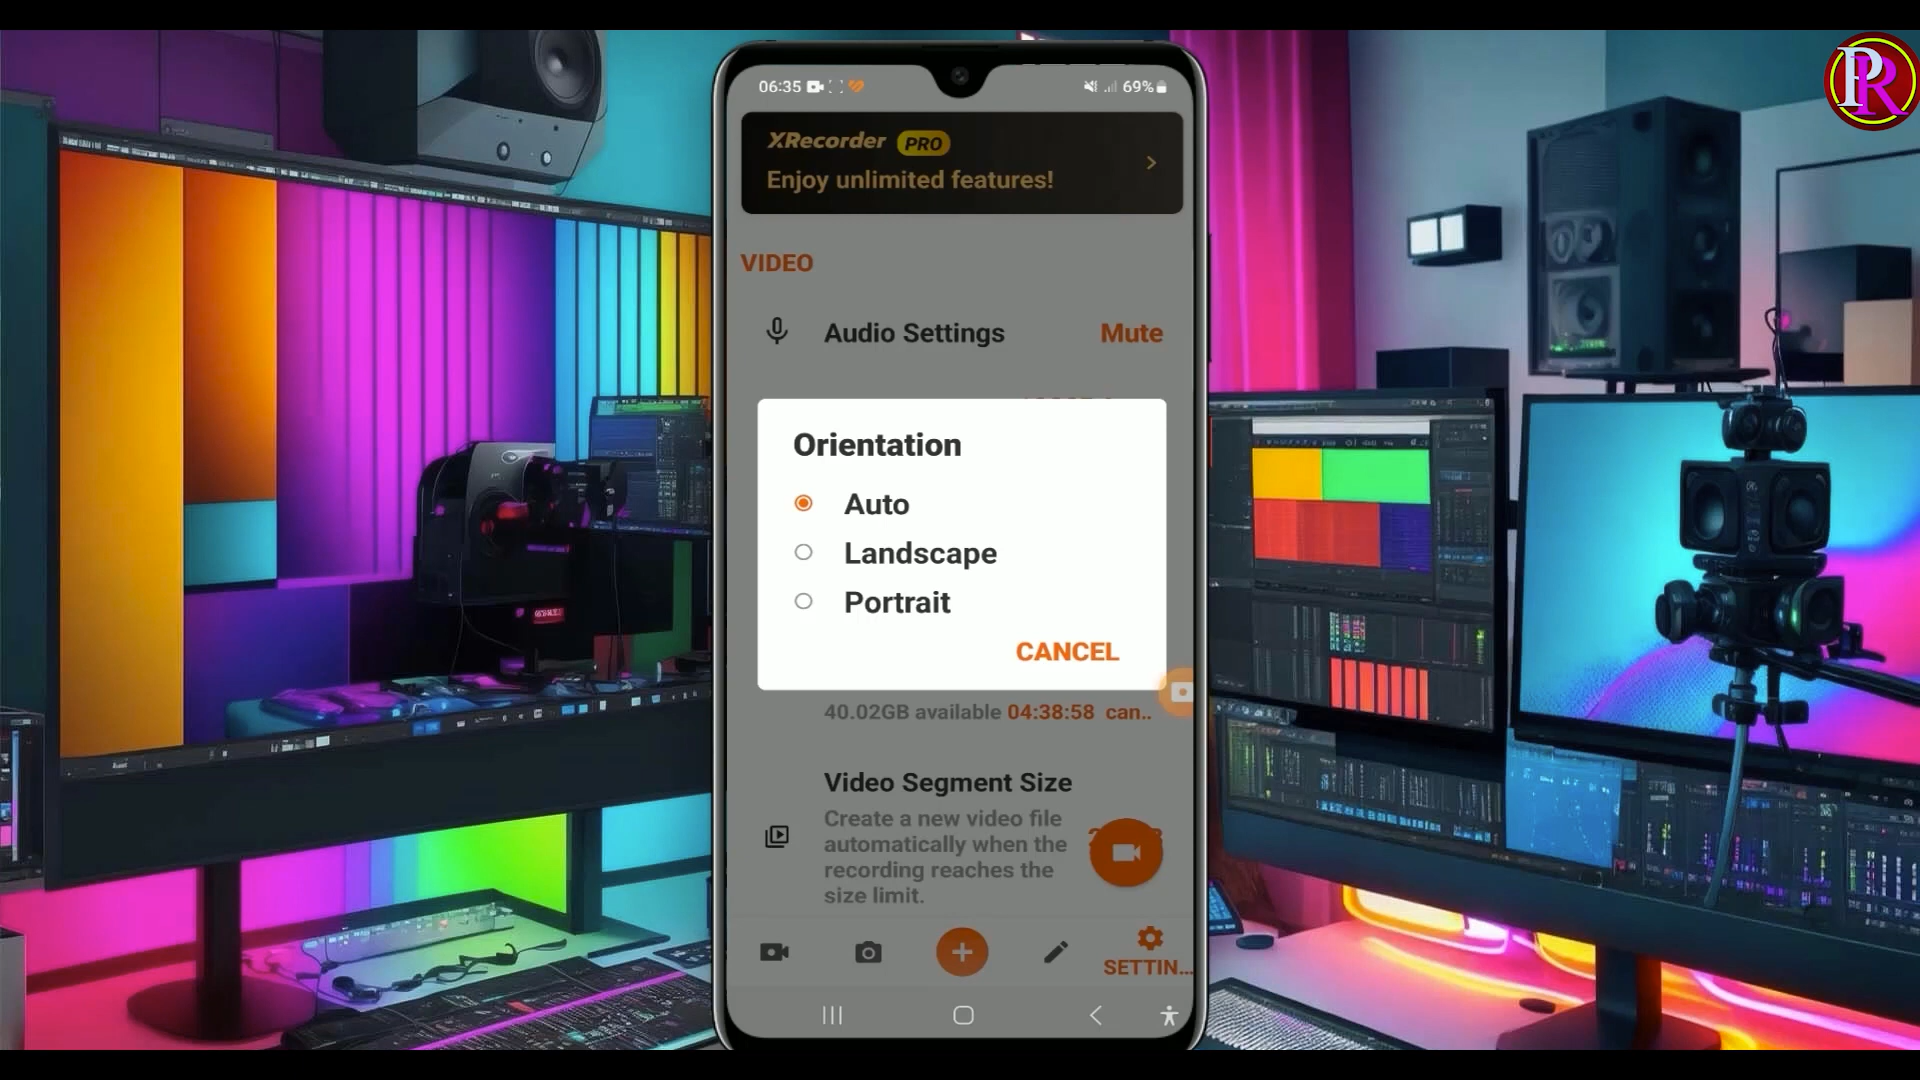 PR
06:35
69%
XRecorder PRO
Enjoy unlimited features!
VIDEO
Audio Settings Mute
Orientation
Auto
Landscape
Portrait
CANCEL
40.02GB available 04:38:58 can..
Video Segment Size
Create a new video file
automatically when the
recording reaches the
size limit.
SETTIN...